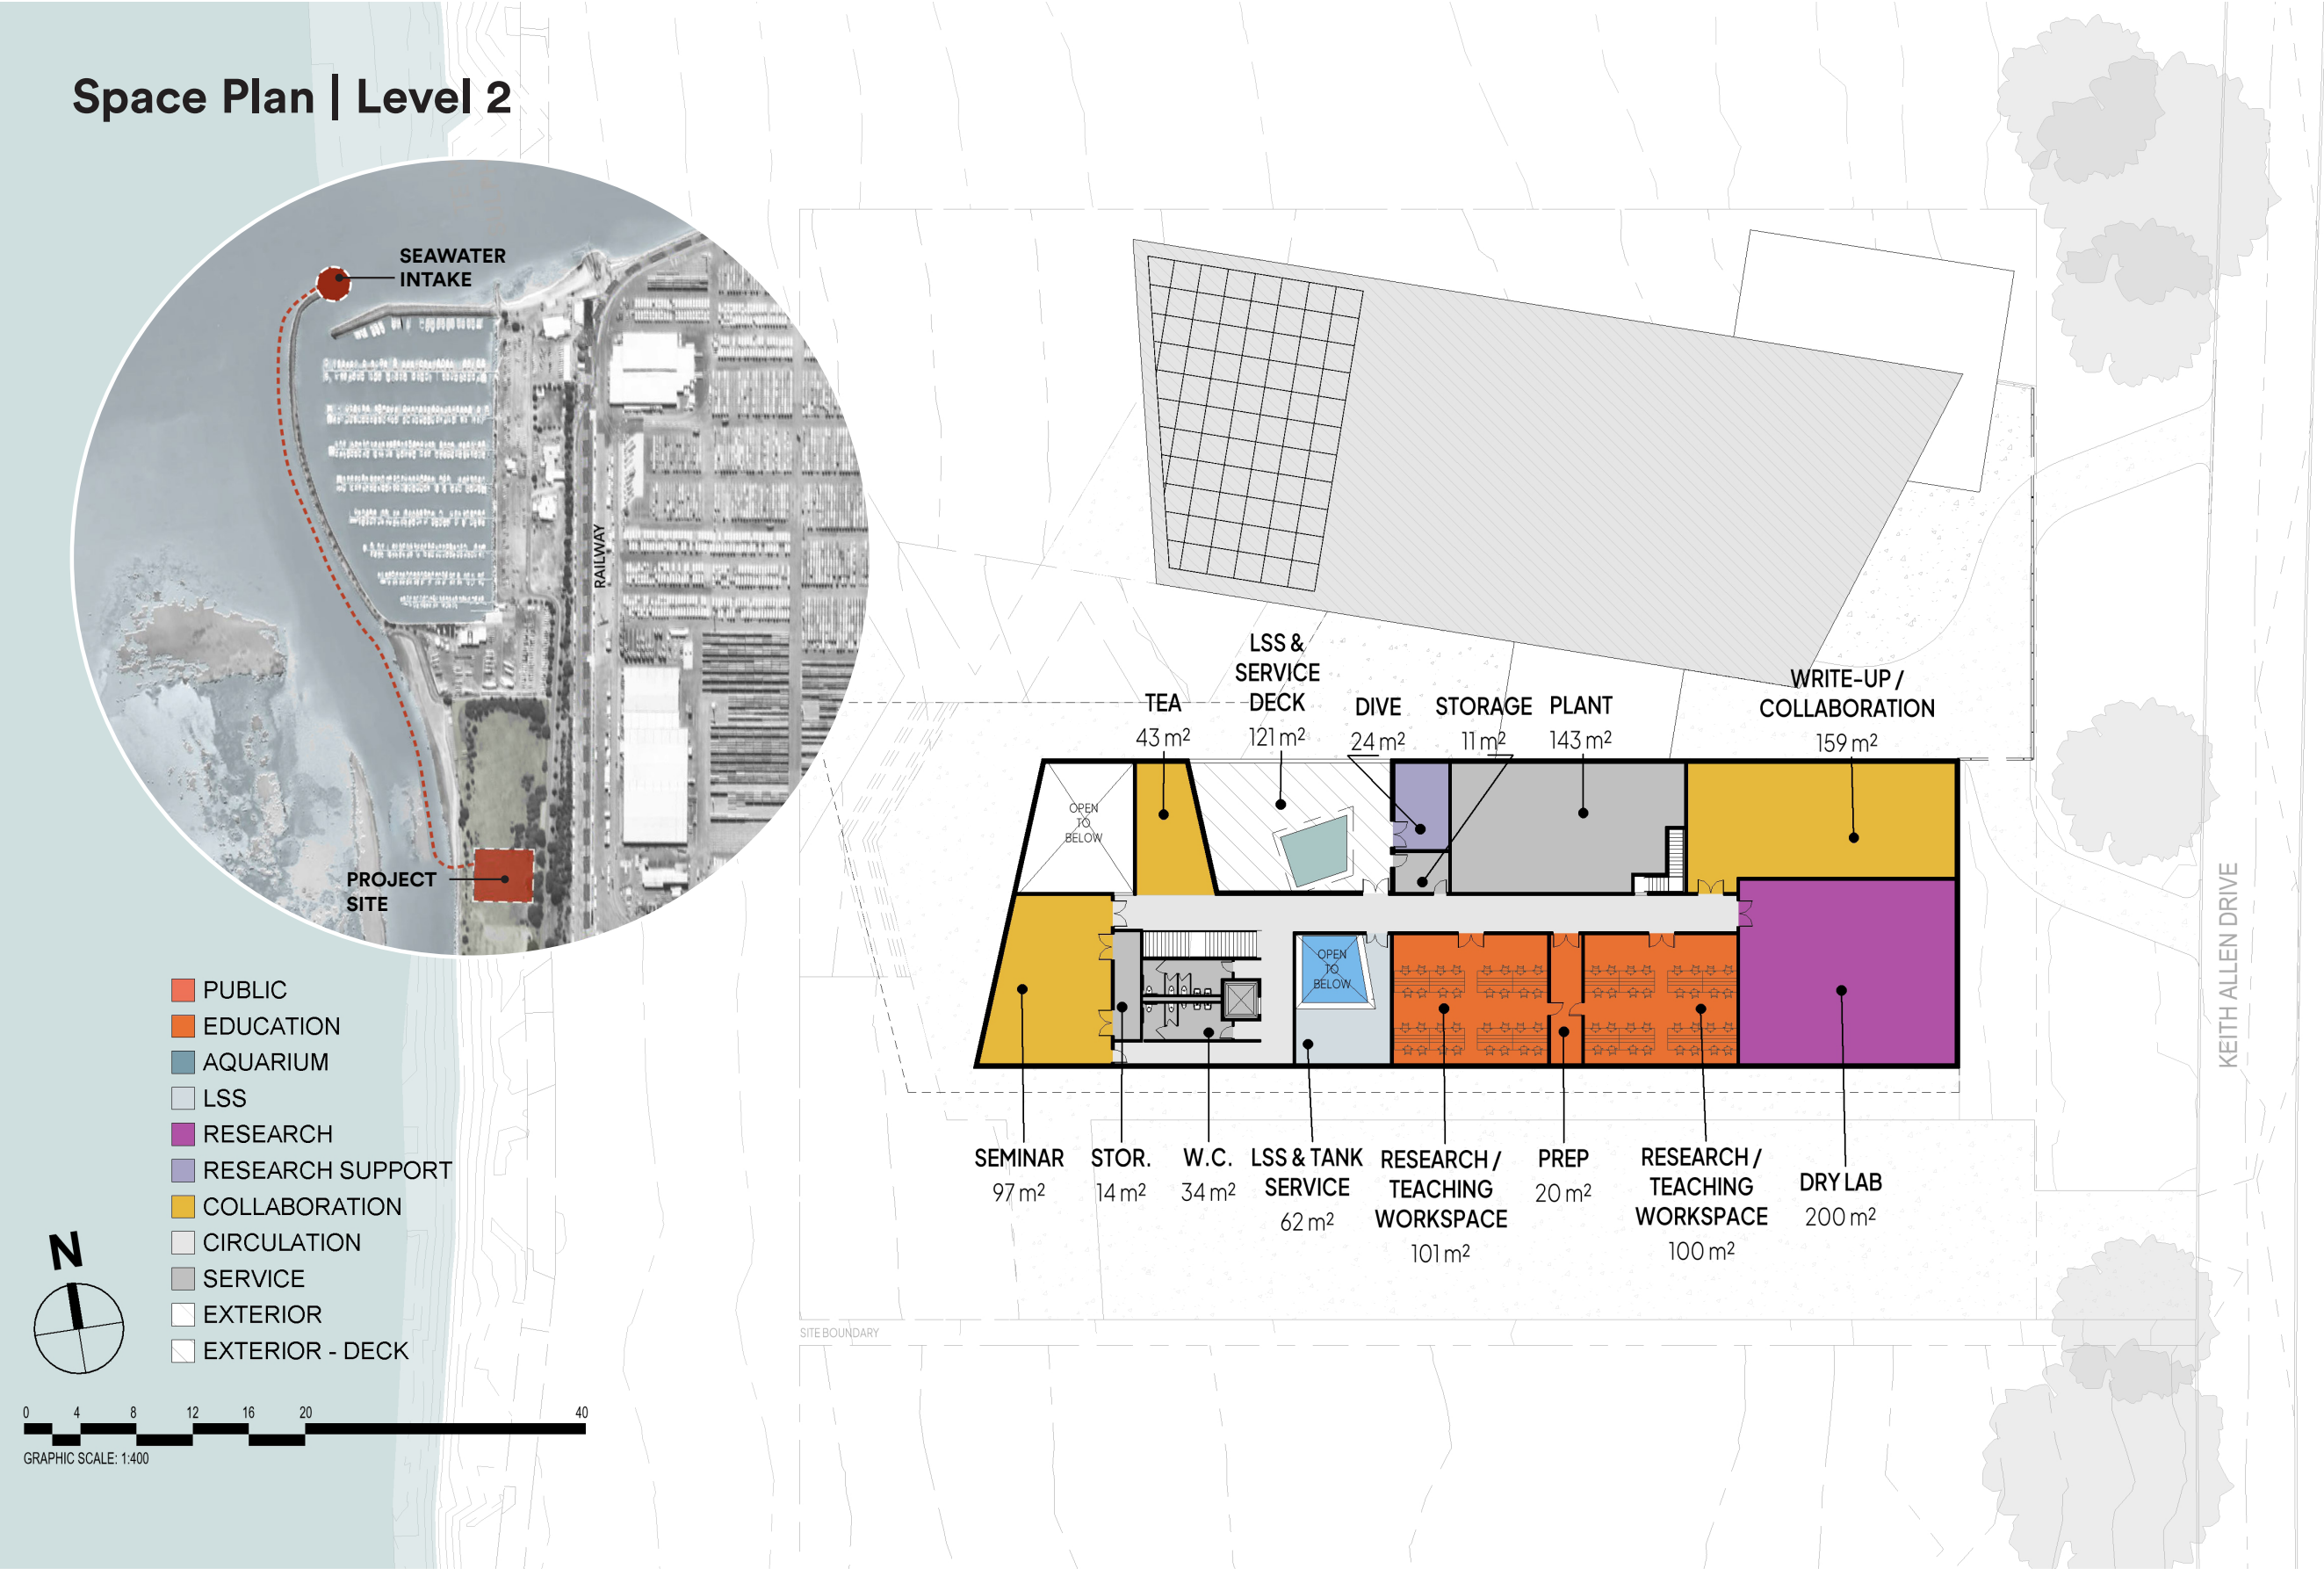 Space Plan | Level 2
SEAWATER
INTAKE
RAILWAY
PROJECT
SITE
PUBLIC
EDUCATION
AQUARIUM
LSS
RESEARCH
RESEARCH SUPPORT
COLLABORATION
CIRCULATION
SERVICE
EXTERIOR
EXTERIOR - DECK
N
0 4 8 12 16 20 40
GRAPHIC SCALE: 1:400
TEA
43 m²
LSS &
SERVICE
DECK
121 m²
DIVE
24 m²
STORAGE
11 m²
PLANT
143 m²
WRITE-UP /
COLLABORATION
159 m²
OPEN
TO
BELOW
OPEN
TO
BELOW
SEMINAR
97 m²
STOR.
14 m²
W.C.
34 m²
LSS & TANK
SERVICE
62 m²
RESEARCH /
TEACHING
WORKSPACE
101 m²
PREP
20 m²
RESEARCH /
TEACHING
WORKSPACE
100 m²
DRY LAB
200 m²
SITE BOUNDARY
KEITH ALLEN DRIVE